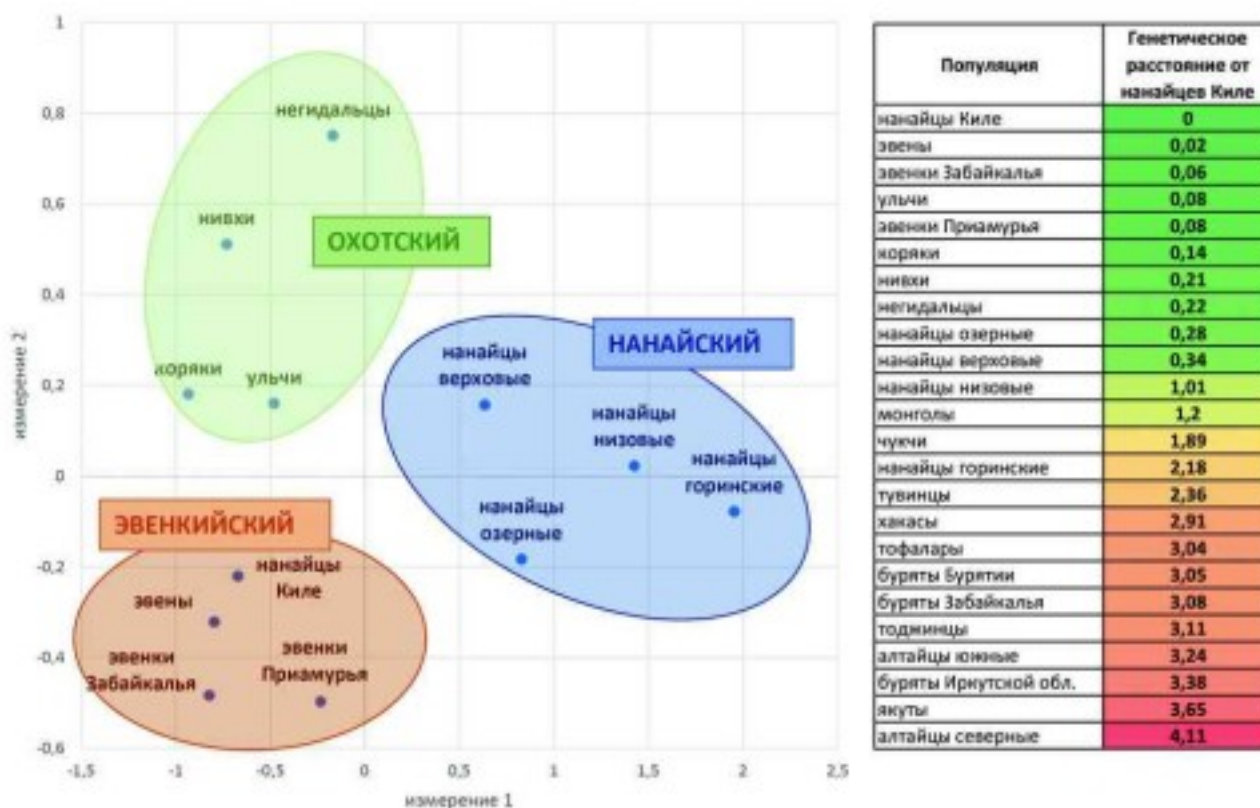 1
0,8
0,6
0,4
0,2
0
-0,2
-0,4
-0,6
измерение 2
негидальцы
нивхи
ОХОТСКИЙ
коряки
ульчи
НАНАЙСКИЙ
нанайцы
верховые
нанайцы
низовые
нанайцы
горинские
нанайцы
озерные
ЭВЕНКИЙСКИЙ
нанайцы
Киле
эвены
эвенки
Забайкалья
эвенки
Приамурья
-1,5 -1 -0,5 0 0,5 1 1,5 2 2,5
измерение 1
Популяция
Генетическое
расстояние от
нанайцев Киле
нанайцы Киле 0
эвены 0,02
эвенки Забайкалья 0,06
ульчи 0,08
эвенки Приамурья 0,08
коряки 0,14
нивхи 0,21
негидальцы 0,22
нанайцы озерные 0,28
нанайцы верховые 0,34
нанайцы низовые 1,01
монголы 1,2
чукчи 1,89
нанайцы горинские 2,18
тувинцы 2,36
хакасы 2,91
тофалары 3,04
буряты Бурятии 3,05
буряты Забайкалья 3,08
тоджинцы 3,11
алтайцы южные 3,24
буряты Иркутской обл. 3,38
якуты 3,65
алтайцы северные 4,11